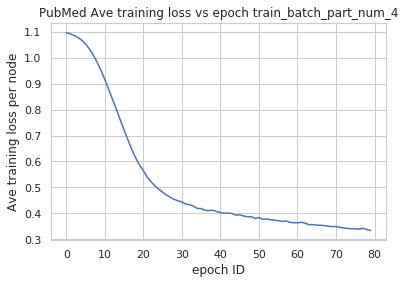 PubMed Ave training loss vs epoch train_batch_part_num_4
1.1
1.0
0.9
0.8
0.7
0.6
0.5
0.4
0.3
Ave training loss per node
0 10 20 30 40 50 60 70 80
epoch ID